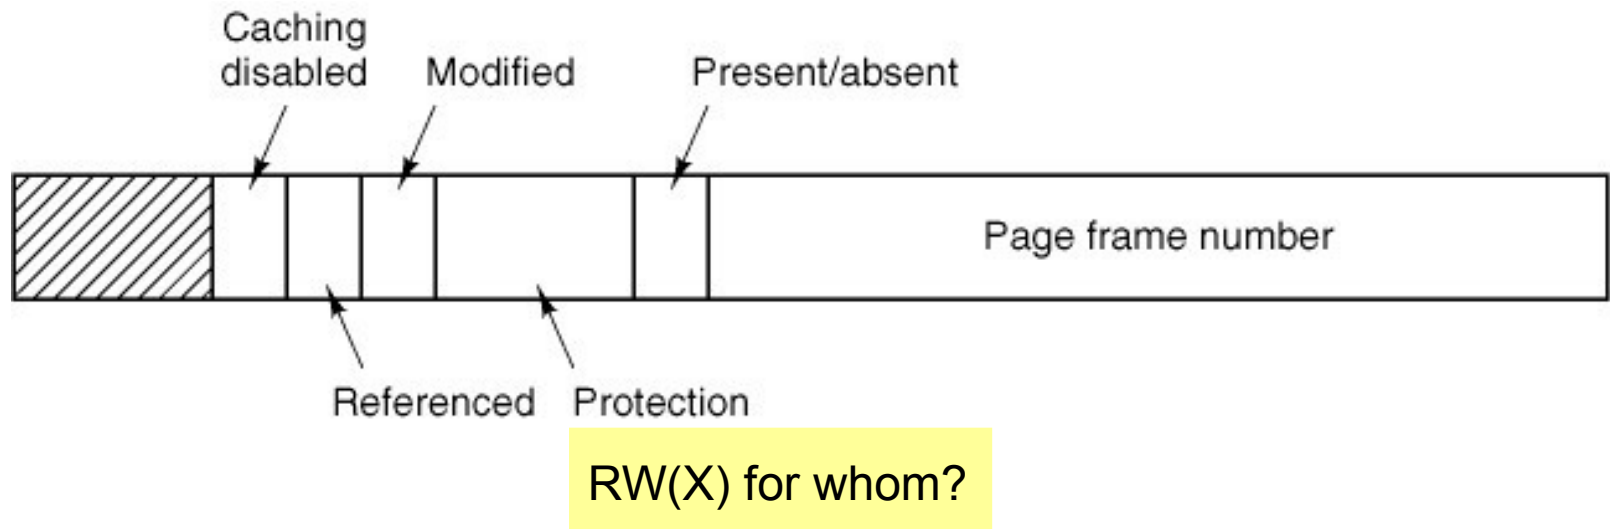 Caching
disabled
Modified
Present/absent
Page frame number
Referenced
Protection
RW(X) for whom?